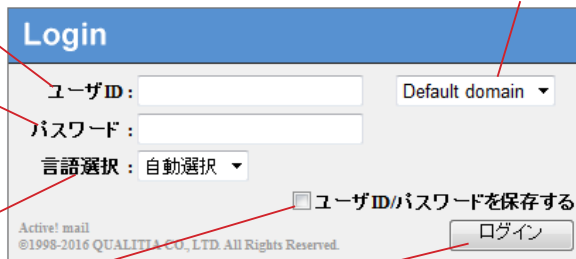 Login
ユーザID : Default domain
パスワード :
言語選択 : 自動選択
ユーザID/パスワードを保存する
Active! mail
©1998-2016 QUALITIA CO., LTD. All Rights Reserved.
ログイン